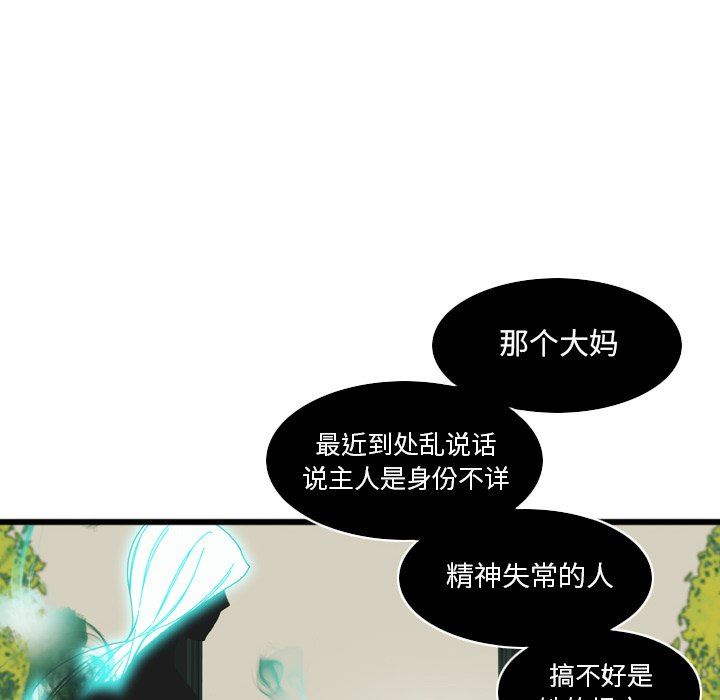 那个大妈
最近到处乱说话
说主人是身份不详
精神失常的人
搞不好是